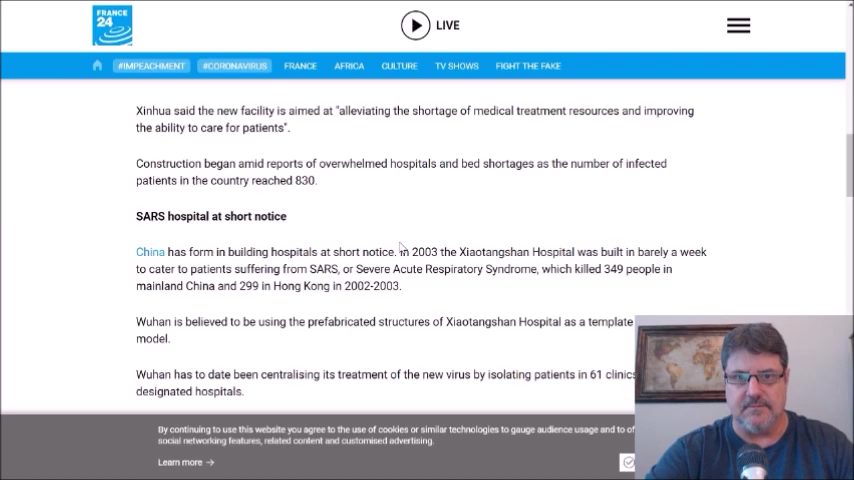 FRANCE
24
LIVE
#IMPEACHMENT #CORONAVIRUS FRANCE AFRICA CULTURE TV SHOWS FIGHT THE FAKE
Xinhua said the new facility is aimed at "alleviating the shortage of medical treatment resources and improving
the ability to care for patients".
Construction began amid reports of overwhelmed hospitals and bed shortages as the number of infected
patients in the country reached 830.
SARS hospital at short notice
China has form in building hospitals at short notice. In 2003 the Xiaotangshan Hospital was built in barely a week
to cater to patients suffering from SARS, or Severe Acute Respiratory Syndrome, which killed 349 people in
mainland China and 299 in Hong Kong in 2002-2003.
Wuhan is believed to be using the prefabricated structures of Xiaotangshan Hospital as a template
model.
Wuhan has to date been centralising its treatment of the new virus by isolating patients in 61 clinics
designated hospitals.
By continuing to use this website you agree to the use of cookies or similar technologies to gauge audience usage and to of
social networking features, related content and customised advertising.
Learn more →